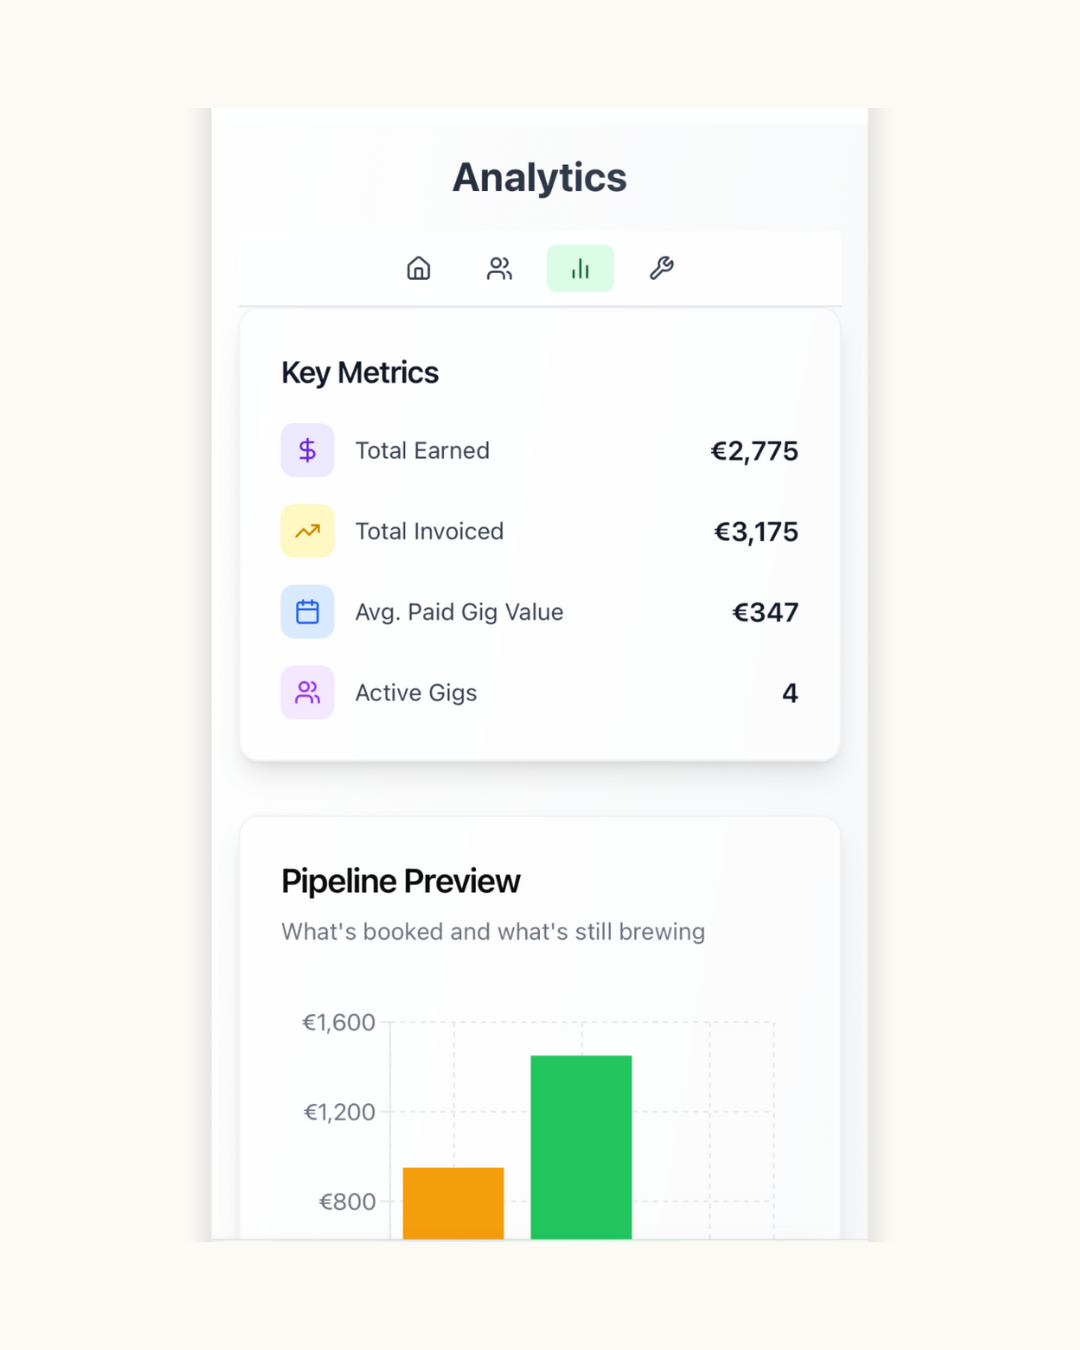 Analytics
Key Metrics
Total Earned €2,775
Total Invoiced €3,175
Avg. Paid Gig Value €347
Active Gigs 4
Pipeline Preview
What's booked and what's still brewing
€1,600
€1,200
€800